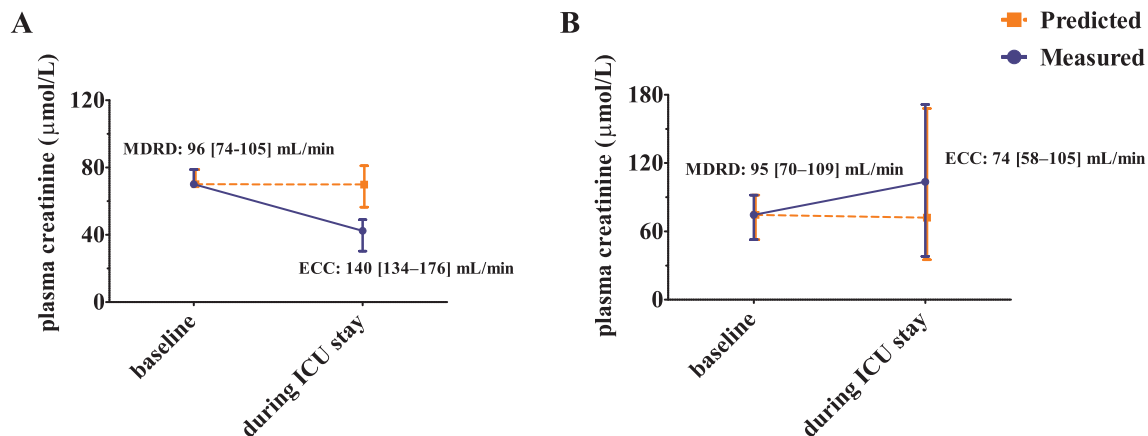 A
B
Predicted
Measured
plasma creatinine (μmol/L)
120
80
40
0
MDRD: 96 [74-105] mL/min
ECC: 140 [134–176] mL/min
baseline
during ICU stay
plasma creatinine (μmol/L)
180
120
60
0
MDRD: 95 [70–109] mL/min
ECC: 74 [58–105] mL/min
baseline
during ICU stay